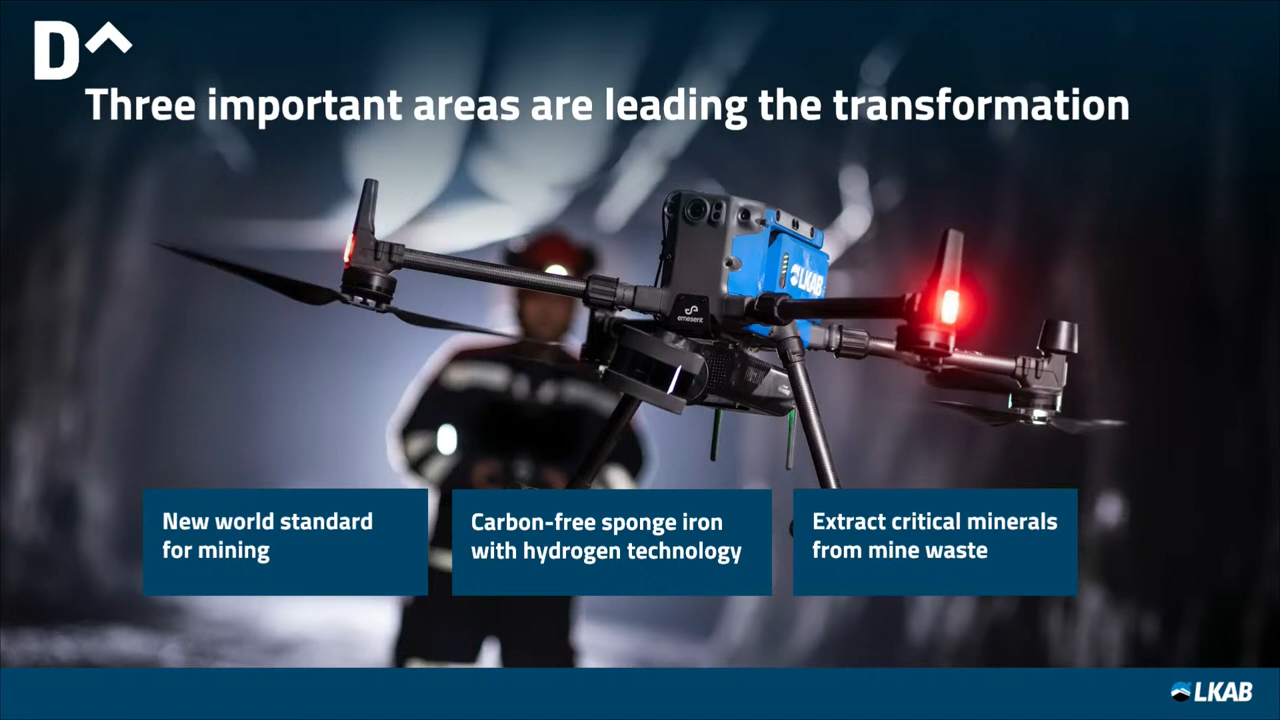 D^
Three important areas are leading the transformation
LKAB
emesent
New world standard
for mining
Carbon-free sponge iron
with hydrogen technology
Extract critical minerals
from mine waste
LKAB